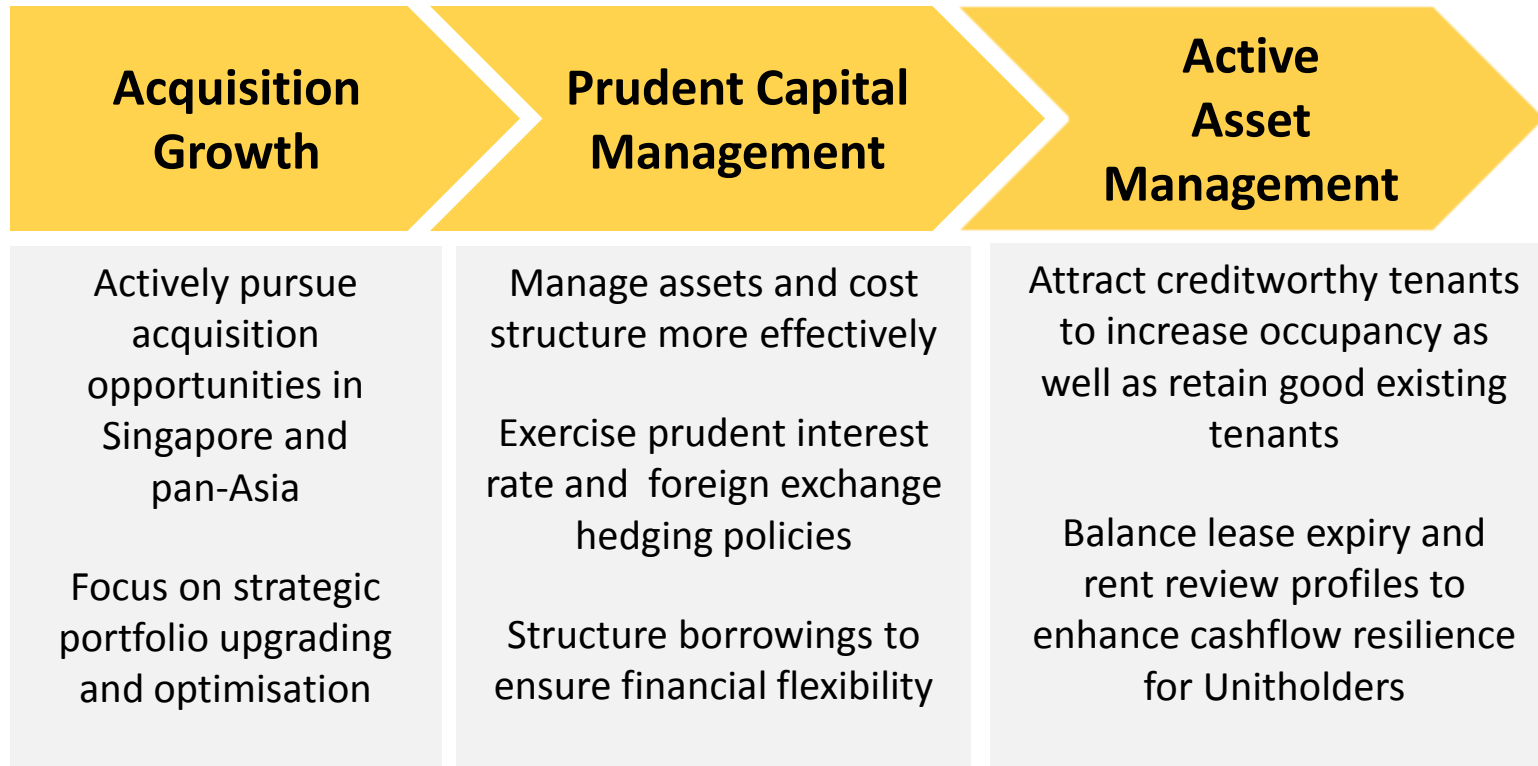 Acquisition
Growth
Actively pursue
acquisition
opportunities in
Singapore and
pan-Asia
Focus on strategic
portfolio upgrading
and optimisation
Prudent Capital
Management
Manage assets and cost
structure more effectively
Exercise prudent interest
rate and  foreign exchange
hedging policies
Structure borrowings to
ensure financial flexibility
Active
Asset
Management
Attract creditworthy tenants
to increase occupancy as
well as retain good existing
tenants
Balance lease expiry and
rent review profiles to
enhance cashflow resilience
for Unitholders